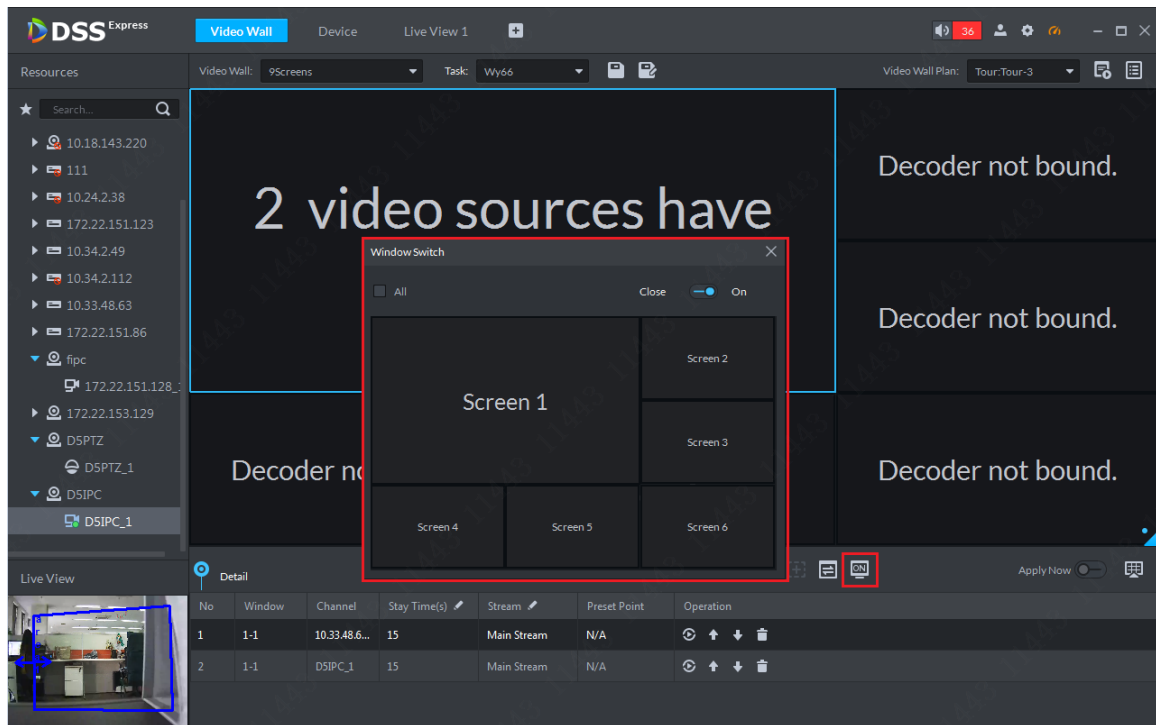 DSS Express
Video Wall
Device
Live View 1
36
Resources
Video Wall: 9Screens
Task: Wy66
Video Wall Plan: Tour:Tour-3
Search...
10.18.143.220
111
10.24.2.38
172.22.151.123
10.34.2.49
10.34.2.112
10.33.48.63
172.22.151.86
fipc
172.22.151.128_
172.22.153.129
D5PTZ
D5PTZ_1
D5IPC
D5IPC_1
2 video sources have
Decoder not bound.
Decoder not bound.
Decoder no
Decoder not bound.
Window Switch
All
Close
On
Screen 1
Screen 2
Screen 3
Screen 4
Screen 5
Screen 6
ON
Live View
Detail
Apply Now
No Window Channel Stay Time(s) Stream Preset Point Operation
1 1-1 10.33.48.6... 15 Main Stream N/A
2 1-1 D5IPC_1 15 Main Stream N/A